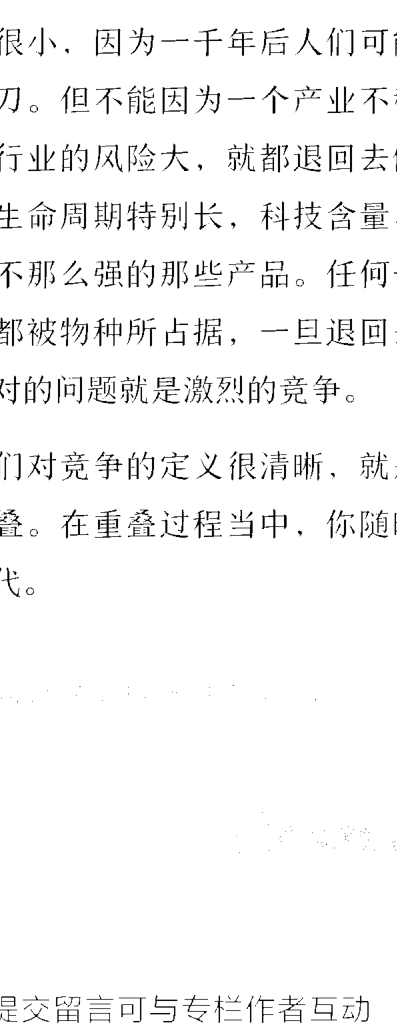 很小，因为一千年后人们可
刀。但不能因为一个产业不
行业的风险大，就都退回去
生命周期特别长，科技含量
不那么强的那些产品。任何
都被物种所占据，一旦退回
对的问题就是激烈的竞争。
们对竞争的定义很清晰，就
叠。在重叠过程当中，你随
代。
提交留言可与专栏作者互动